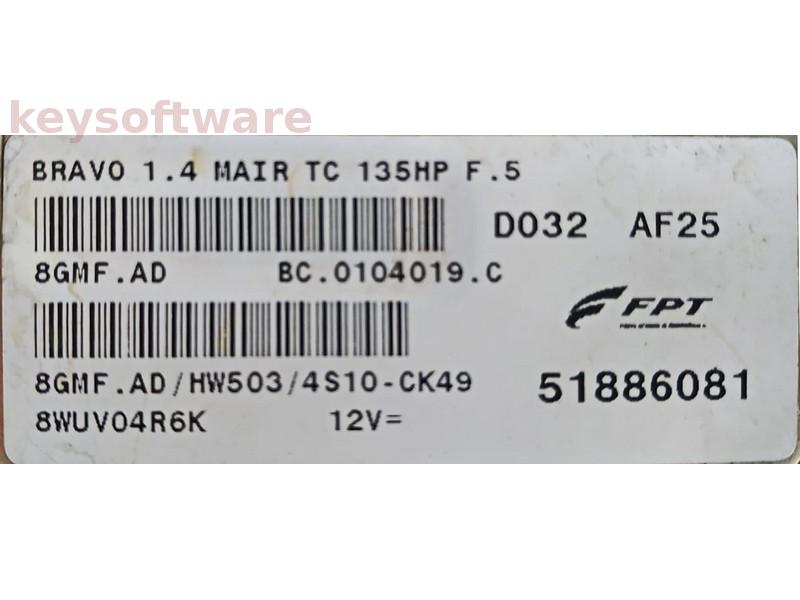 keysoftware
BRAVO 1.4 MAIR TC 135HP F.5
D032 AF25
8GMF.AD BC.0104019.C
FPT
8GMF.AD/HW503/4S10-CK49
51886081
8WUV04R6K 12V=